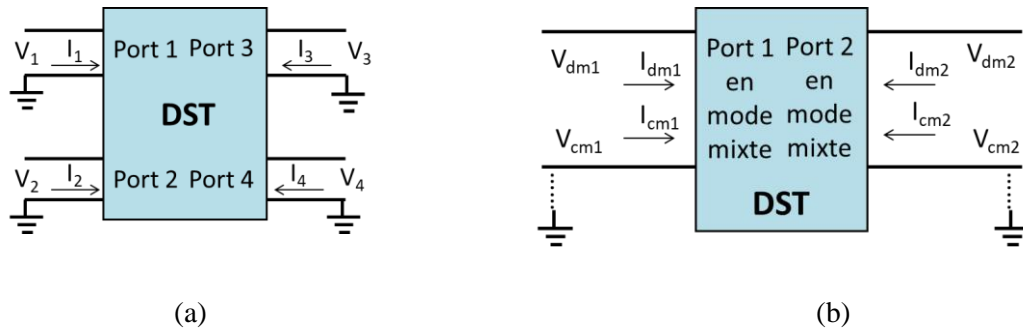 V1 I1 Port 1 Port 3 I3 V3
DST
V2 I2 Port 2 Port 4 I4 V4
(a)
Vdm1 Idm1 Port 1 Port 2 Idm2 Vdm2
en en
Vcm1 Icm1 mode mode Icm2 Vcm2
mixte mixte
DST
(b)